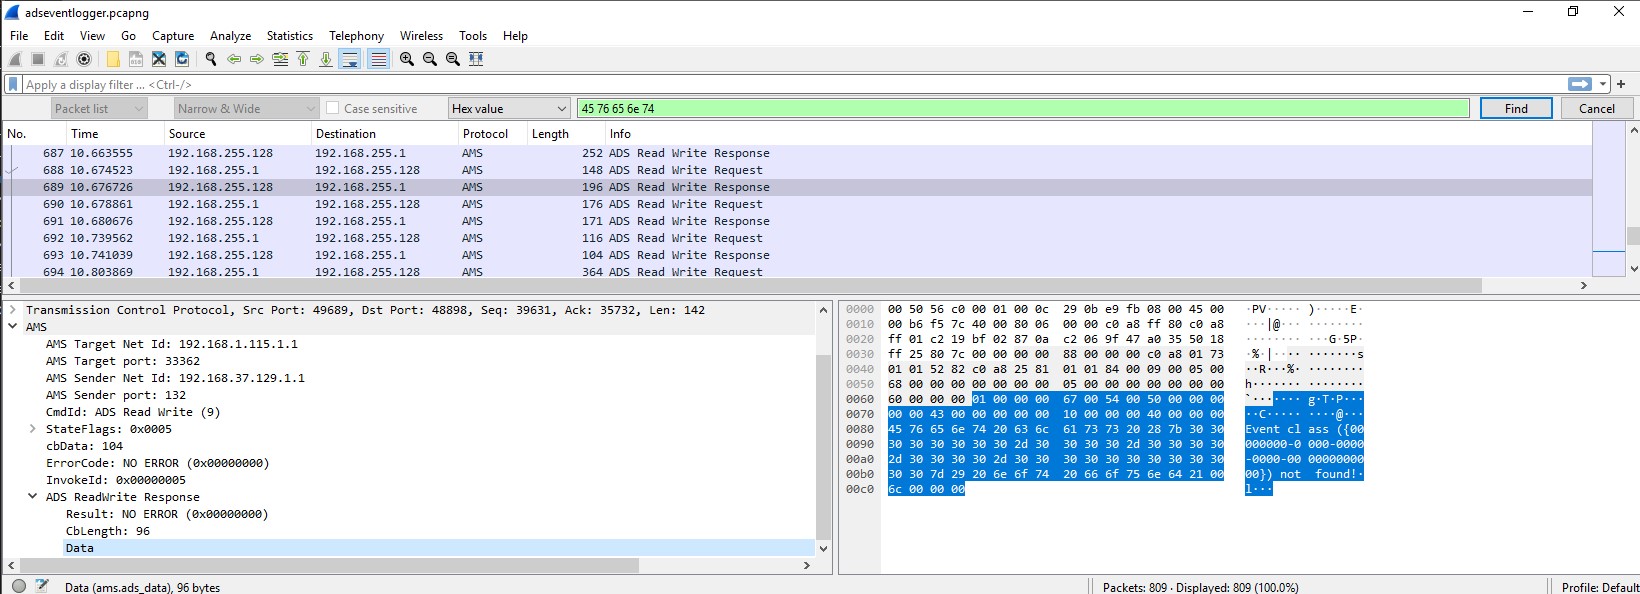 adseventlogger.pcapng
File Edit View Go Capture Analyze Statistics Telephony Wireless Tools Help
Apply a display filter ... <Ctrl-/>
Packet list Narrow & Wide Case sensitive Hex value 45 76 65 6e 74 Find Cancel
No. Time Source Destination Protocol Length Info
687 10.663555 192.168.255.128 192.168.255.1 AMS 252 ADS Read Write Response
688 10.674523 192.168.255.1 192.168.255.128 AMS 148 ADS Read Write Request
689 10.676726 192.168.255.128 192.168.255.1 AMS 196 ADS Read Write Response
690 10.678861 192.168.255.1 192.168.255.128 AMS 176 ADS Read Write Request
691 10.680676 192.168.255.128 192.168.255.1 AMS 171 ADS Read Write Response
692 10.739562 192.168.255.1 192.168.255.128 AMS 116 ADS Read Write Request
693 10.741039 192.168.255.128 192.168.255.1 AMS 104 ADS Read Write Response
694 10.803869 192.168.255.1 192.168.255.128 AMS 364 ADS Read Write Request
Transmission Control Protocol, Src Port: 49689, Dst Port: 48898, Seq: 39631, Ack: 35732, Len: 142
AMS
AMS Target Net Id: 192.168.1.115.1.1
AMS Target port: 33362
AMS Sender Net Id: 192.168.37.129.1.1
AMS Sender port: 132
CmdId: ADS Read Write (9)
StateFlags: 0x0005
cbData: 104
ErrorCode: NO ERROR (0x00000000)
InvokeId: 0x00000005
ADS ReadWrite Response
Result: NO ERROR (0x00000000)
CbLength: 96
Data
0000 00 50 56 c0 00 01 00 0c 29 0b e9 fb 08 00 45 00 ·PV····· )·····E·
0010 00 b6 f5 7c 40 00 80 06 00 00 c0 a8 ff 80 c0 a8 ···|@··· ········
0020 ff 01 c2 19 bf 02 87 0a c2 06 9f 47 a0 35 50 18 ········ ···G·5P·
0030 ff 25 80 7c 00 00 00 00 88 00 00 00 c0 a8 01 73 ·%·|···· ·······s
0040 01 01 52 82 c0 a8 25 81 01 01 84 00 09 00 05 00 ··R···%· ········
0050 68 00 00 00 00 00 00 00 05 00 00 00 00 00 00 00 h······· ········
0060 60 00 00 00 01 00 00 00 67 00 54 00 50 00 00 00 `······· g·T·P···
0070 00 00 43 00 00 00 00 00 10 00 00 00 40 00 00 00 ··C····· ····@···
0080 45 76 65 6e 74 20 63 6c 61 73 73 20 28 7b 30 30 Event cl ass ({00
0090 30 30 30 30 30 30 2d 30 30 30 30 2d 30 30 30 30 000000-0 000-0000
00a0 2d 30 30 30 30 2d 30 30 30 30 30 30 30 30 30 30 -0000-00 00000000
00b0 30 30 7d 29 20 6e 6f 74 20 66 6f 75 6e 64 21 00 00}) not found!·
00c0 6c 00 00 00 l···
Data (ams.ads_data), 96 bytes Packets: 809 · Displayed: 809 (100.0%) Profile: Default